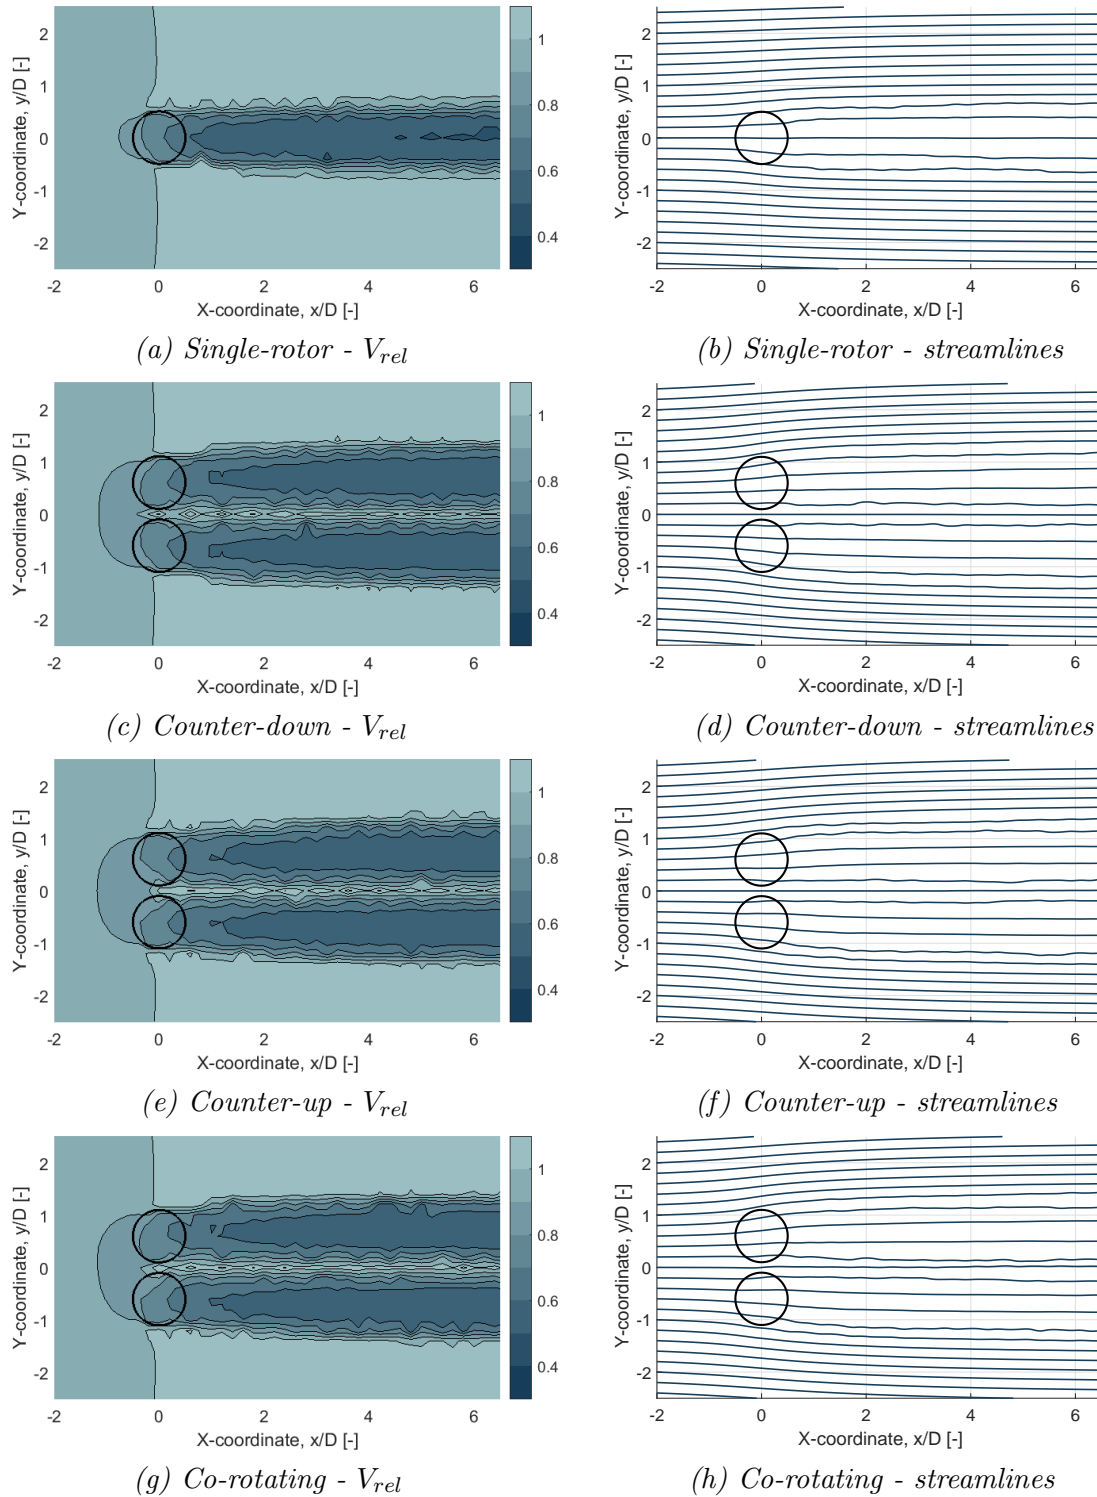 2
1
0
-1
-2
Y-coordinate, y/D [-]
-2 0 2 4 6
X-coordinate, x/D [-]
1
0.8
0.6
0.4
(a) Single-rotor - V_rel
2
1
0
-1
-2
Y-coordinate, y/D [-]
-2 0 2 4 6
X-coordinate, x/D [-]
(b) Single-rotor - streamlines
2
1
0
-1
-2
Y-coordinate, y/D [-]
-2 0 2 4 6
X-coordinate, x/D [-]
1
0.8
0.6
0.4
(c) Counter-down - V_rel
2
1
0
-1
-2
Y-coordinate, y/D [-]
-2 0 2 4 6
X-coordinate, x/D [-]
(d) Counter-down - streamlines
2
1
0
-1
-2
Y-coordinate, y/D [-]
-2 0 2 4 6
X-coordinate, x/D [-]
1
0.8
0.6
0.4
(e) Counter-up - V_rel
2
1
0
-1
-2
Y-coordinate, y/D [-]
-2 0 2 4 6
X-coordinate, x/D [-]
(f) Counter-up - streamlines
2
1
0
-1
-2
Y-coordinate, y/D [-]
-2 0 2 4 6
X-coordinate, x/D [-]
1
0.8
0.6
0.4
(g) Co-rotating - V_rel
2
1
0
-1
-2
Y-coordinate, y/D [-]
-2 0 2 4 6
X-coordinate, x/D [-]
(h) Co-rotating - streamlines